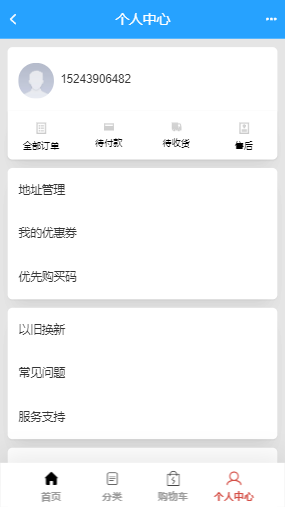 个人中心
15243906482
全部订单 待付款 待收货 售后
地址管理
我的优惠券
优先购买码
以旧换新
常见问题
服务支持
首页 分类 购物车 个人中心